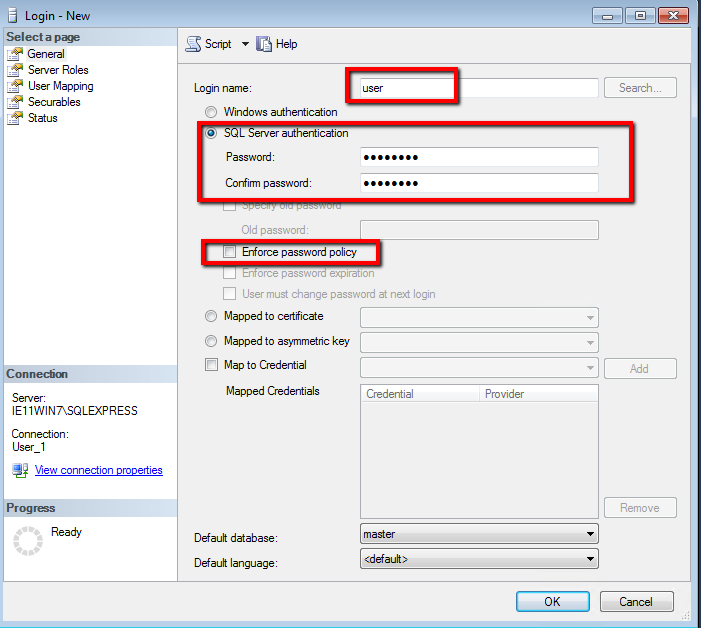 Login - New
Select a page
General
Server Roles
User Mapping
Securables
Status
Script
Help
Login name:
user
Search...
Windows authentication
SQL Server authentication
Password:
●●●●●●●●
Confirm password:
●●●●●●●●
Specify old password
Old password:
Enforce password policy
Enforce password expiration
User must change password at next login
Mapped to certificate
Mapped to asymmetric key
Map to Credential
Add
Mapped Credentials
Credential Provider
Remove
Default database:
master
Default language:
<default>
Connection
Server:
IE11WIN7\SQLEXPRESS
Connection:
User_1
View connection properties
Progress
Ready
OK
Cancel